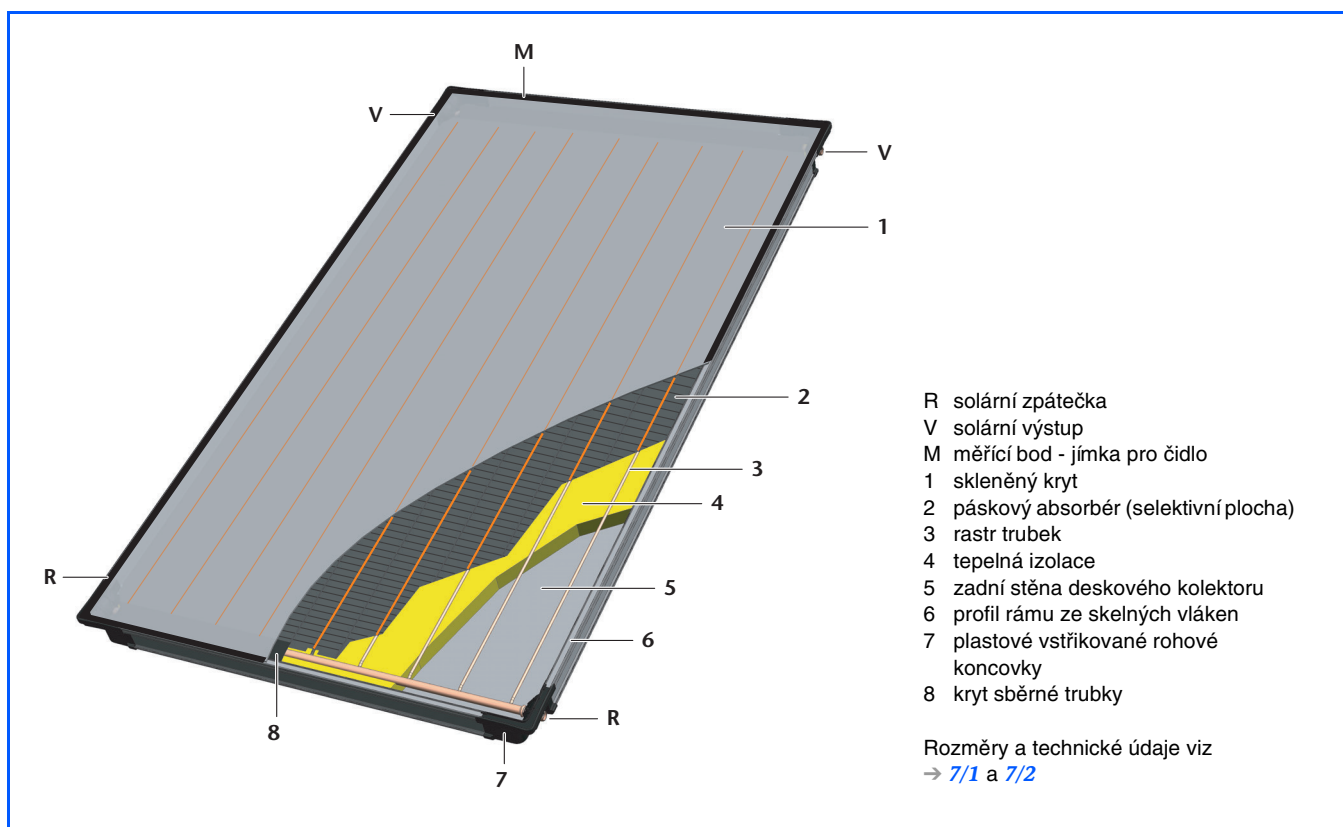 M
V
V
1
2
3
4
R
5
6
R
8
7
R solární zpátečka
V solární výstup
M měřící bod - jímka pro čidlo
1 skleněný kryt
2 páskový absorbér (selektivní plocha)
3 rastr trubek
4 tepelná izolace
5 zadní stěna deskového kolektoru
6 profil rámu ze skelných vláken
7 plastové vstřikované rohové
koncovky
8 kryt sběrné trubky
Rozměry a technické údaje viz
→ 7/1 a 7/2